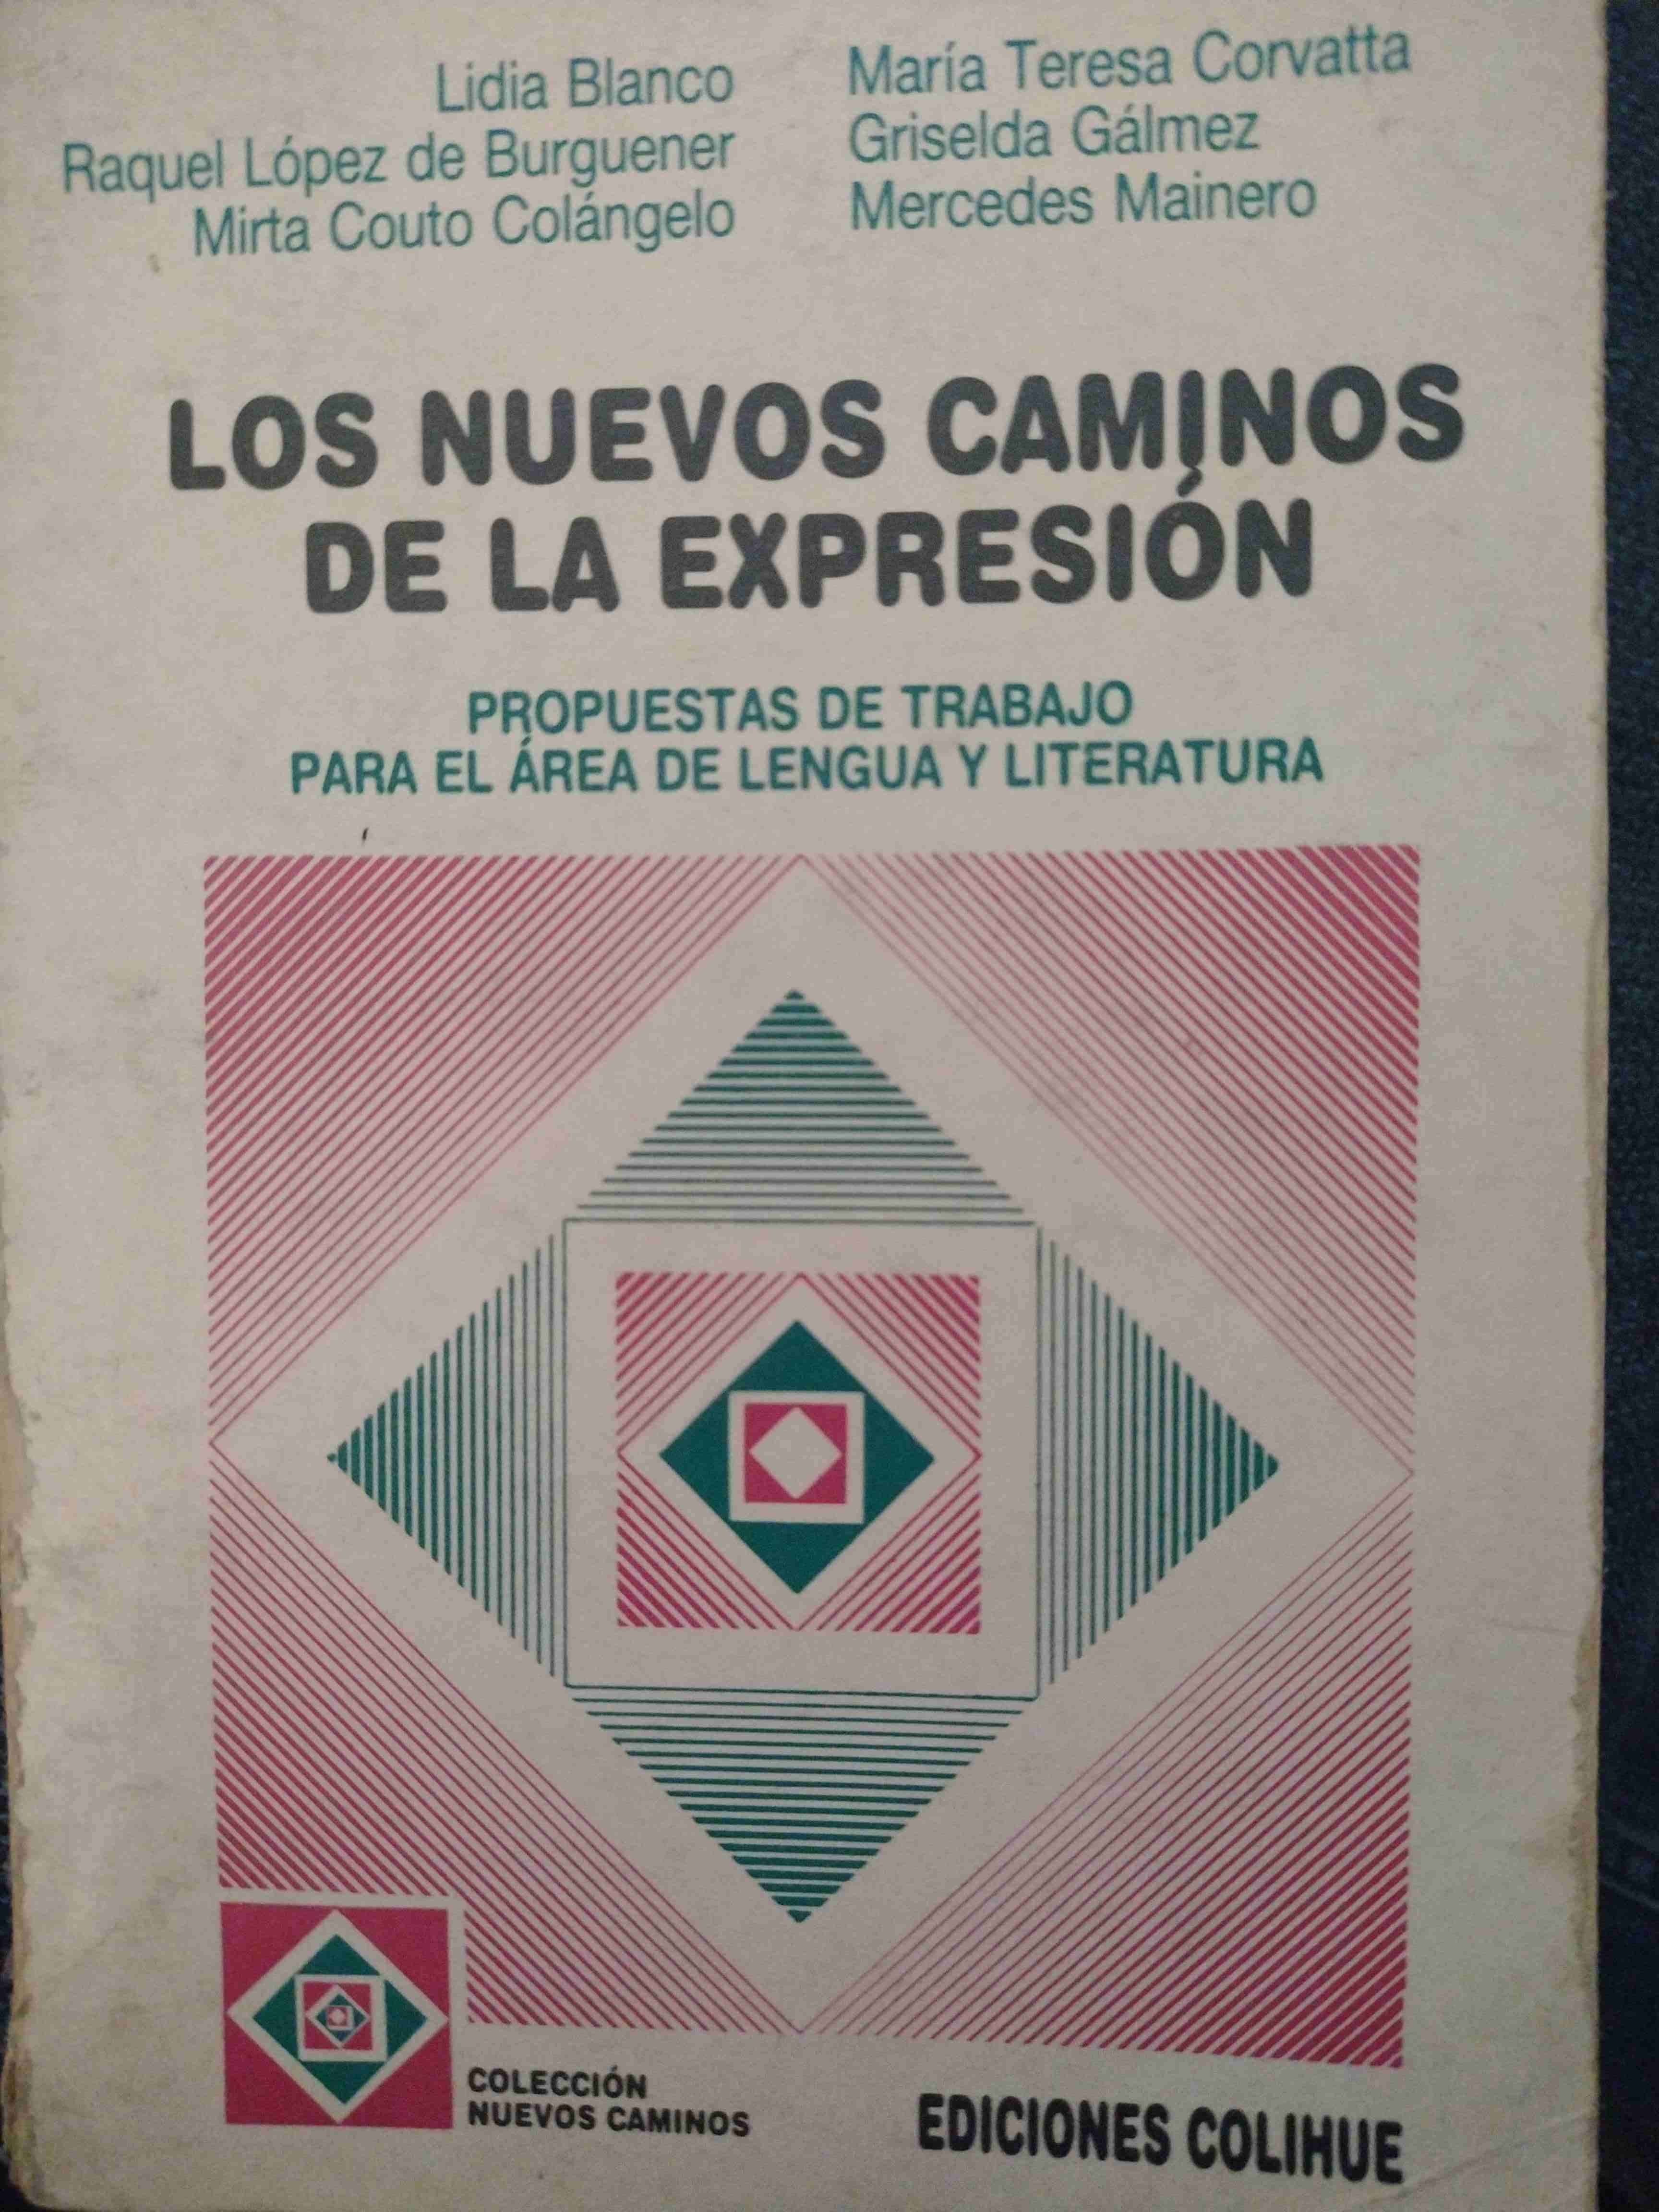 Lidia Blanco
Raquel López de Burguener
Mirta Couto Colángelo
María Teresa Corvatta
Griselda Gálmez
Mercedes Mainero
LOS NUEVOS CAMINOS
DE LA EXPRESIÓN
PROPUESTAS DE TRABAJO
PARA EL ÁREA DE LENGUA Y LITERATURA
COLECCIÓN
NUEVOS CAMINOS
EDICIONES COLIHUE